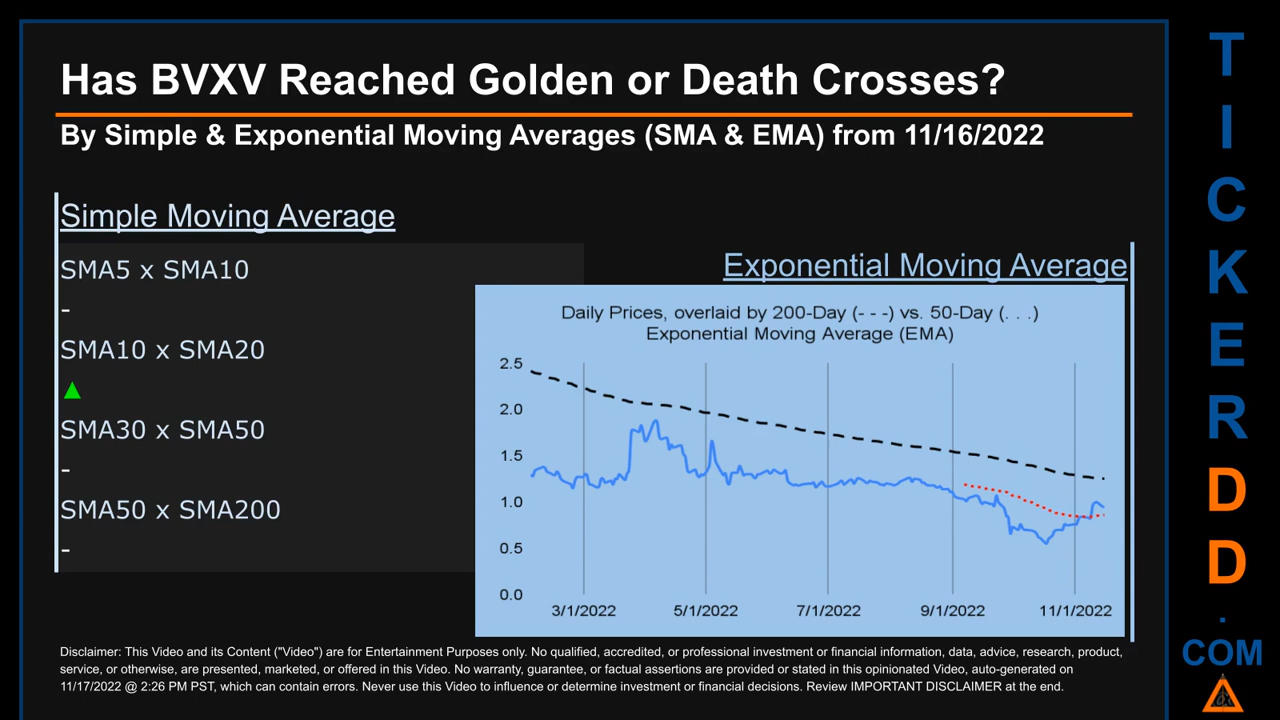 Has BVXV Reached Golden or Death Crosses?
By Simple & Exponential Moving Averages (SMA & EMA) from 11/16/2022
Simple Moving Average
SMA5 x SMA10
-
SMA10 x SMA20
▲
SMA30 x SMA50
-
SMA50 x SMA200
-
Exponential Moving Average
Daily Prices, overlaid by 200-Day (- - -) vs. 50-Day (. . .)
Exponential Moving Average (EMA)
2.5
2.0
1.5
1.0
0.5
0.0
3/1/2022 5/1/2022 7/1/2022 9/1/2022 11/1/2022
Disclaimer: This Video and its Content ("Video") are for Entertainment Purposes only. No qualified, accredited, or professional investment or financial information, data, advice, research, product,
service, or otherwise, are presented, marketed, or offered in this Video. No warranty, guarantee, or factual assertions are provided or stated in this opinionated Video, auto-generated on
11/17/2022 @ 2:26 PM PST, which can contain errors. Never use this Video to influence or determine investment or financial decisions. Review IMPORTANT DISCLAIMER at the end.
T
I
C
K
E
R
D
D
.
COM